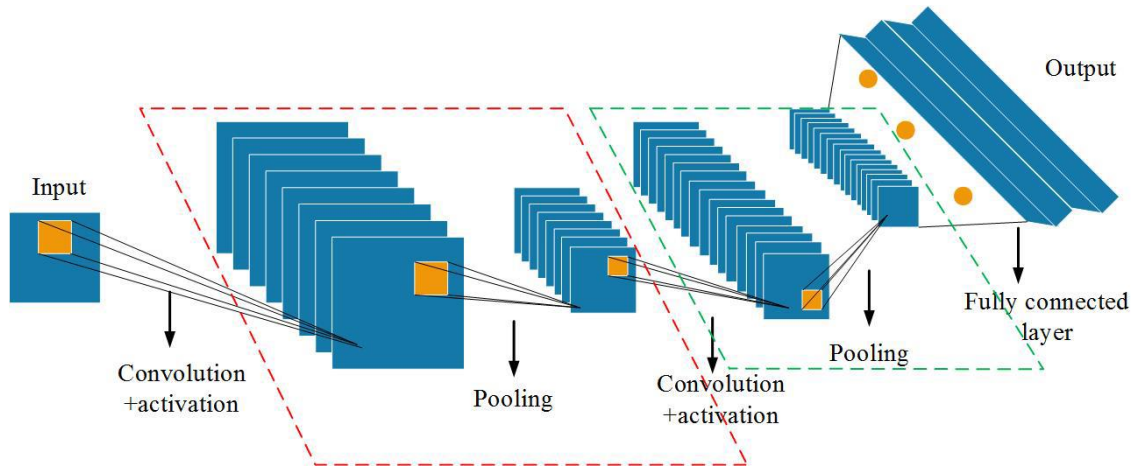 Input
Convolution
+activation
Pooling
Convolution
+activation
Pooling
Fully connected
layer
Output